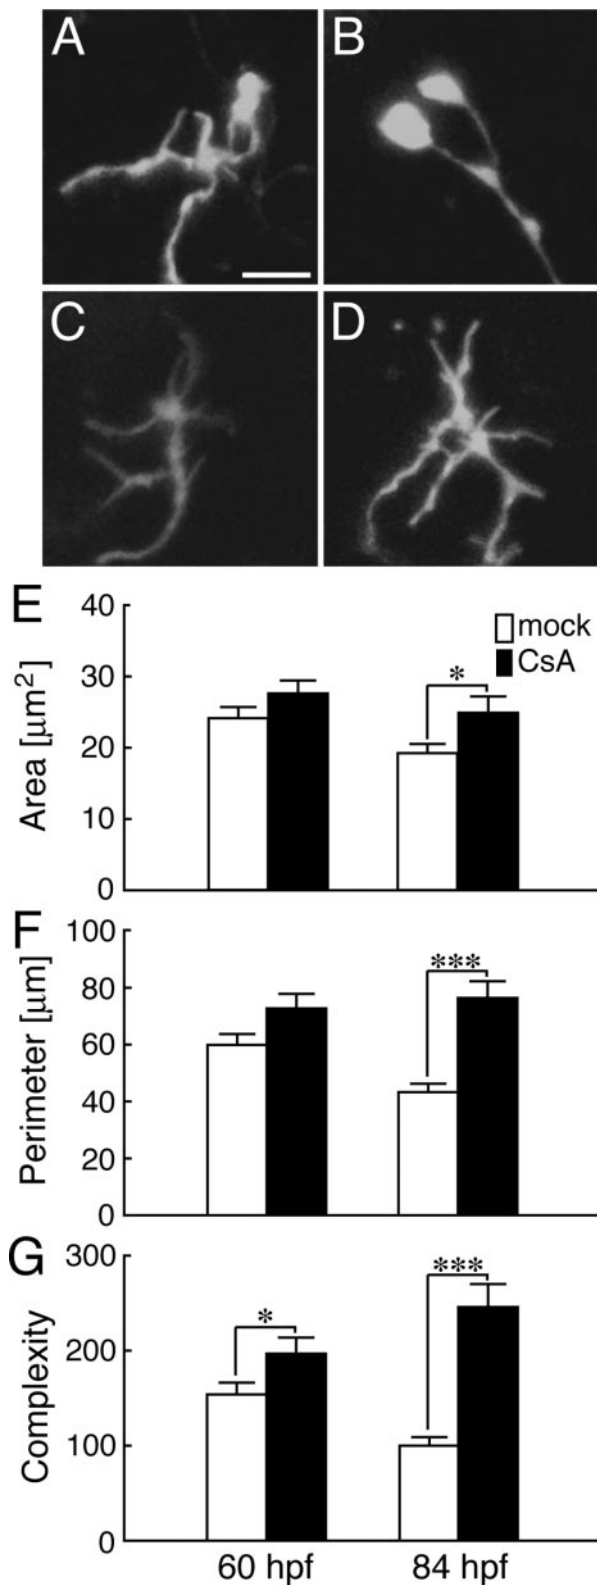 A
B
C
D
E
40
30
20
10
0
Area [μm²]
mock
CsA
*
F
100
80
60
40
20
0
Perimeter [μm]
***
G
300
200
100
0
Complexity
*
***
60 hpf
84 hpf